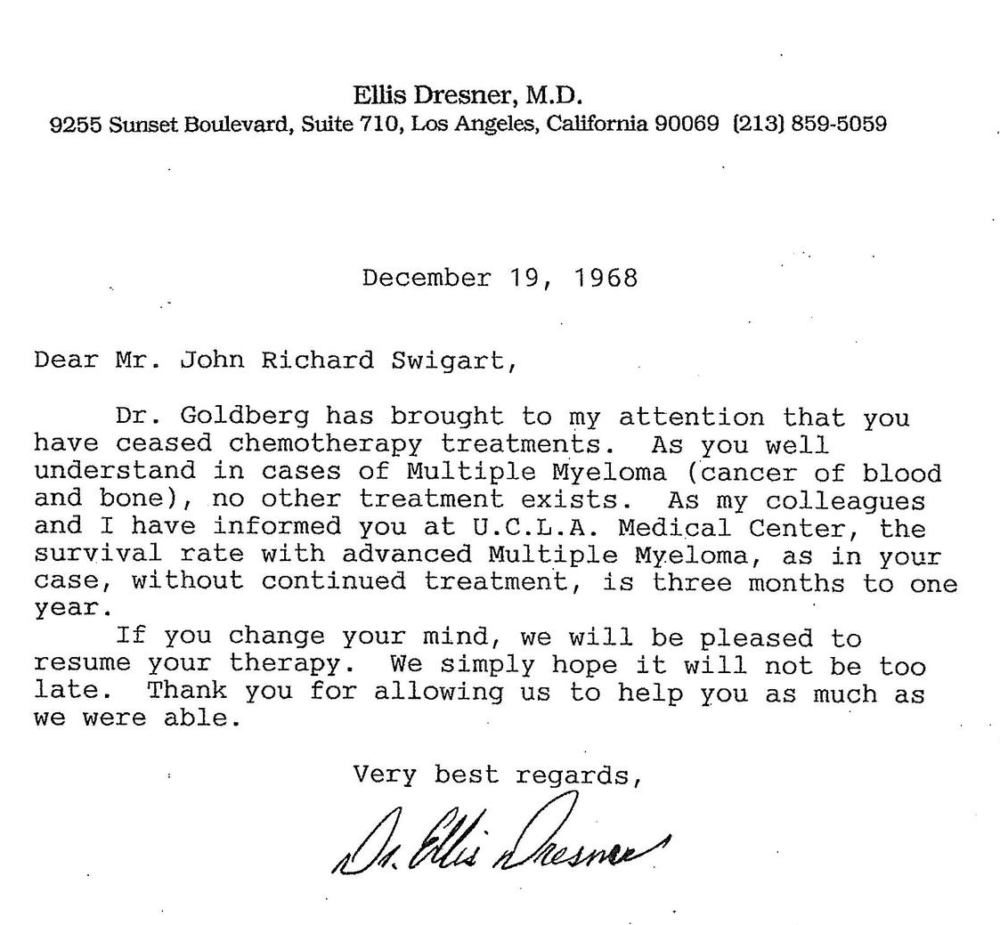 Ellis Dresner, M.D.
9255 Sunset Boulevard, Suite 710, Los Angeles, California 90069 (213) 859-5059
December 19, 1968
Dear Mr. John Richard Swigart,
Dr. Goldberg has brought to my attention that you
have ceased chemotherapy treatments. As you well
understand in cases of Multiple Myeloma (cancer of blood
and bone), no other treatment exists. As my colleagues
and I have informed you at U.C.L.A. Medical Center, the
survival rate with advanced Multiple Myeloma, as in your
case, without continued treatment, is three months to one
year.
If you change your mind, we will be pleased to
resume your therapy. We simply hope it will not be too
late. Thank you for allowing us to help you as much as
we were able.
Very best regards,
Dr. Ellis Dresner